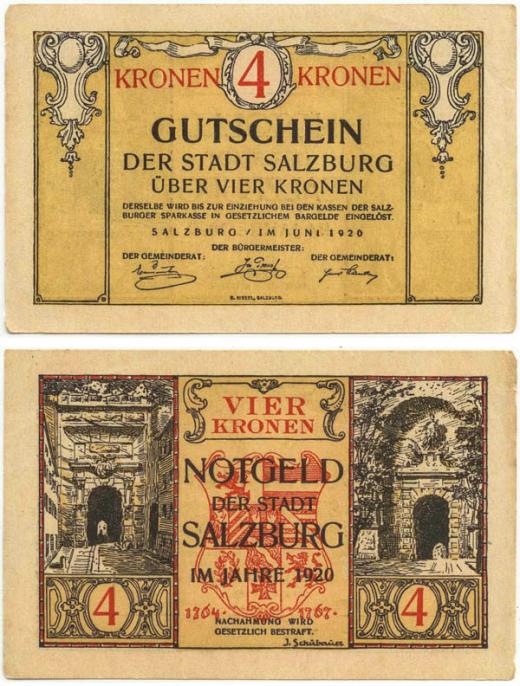 KRONEN 4 KRONEN
GUTSCHEIN
DER STADT SALZBURG
ÜBER VIER KRONEN
DERSELBE WIRD BIS ZUR EINZIEHUNG BEI DEN KASSEN DER SALZ-
BURGER SPARKASSE IN GESETZLICHEM BARGELDE EINGELÖST.
SALZBURG / IM JUNI 1920
DER BÜRGERMEISTER:
DER GEMEINDERAT: DER GEMEINDERAT:
SALZBURG.
VIER
KRONEN
NOTGELD
DER STADT
SALZBURG
IM JAHRE 1920
4 1764. 1767. 4
NACHAHMUNG WIRD
GESETZLICH BESTRAFT.
J. Schubauer